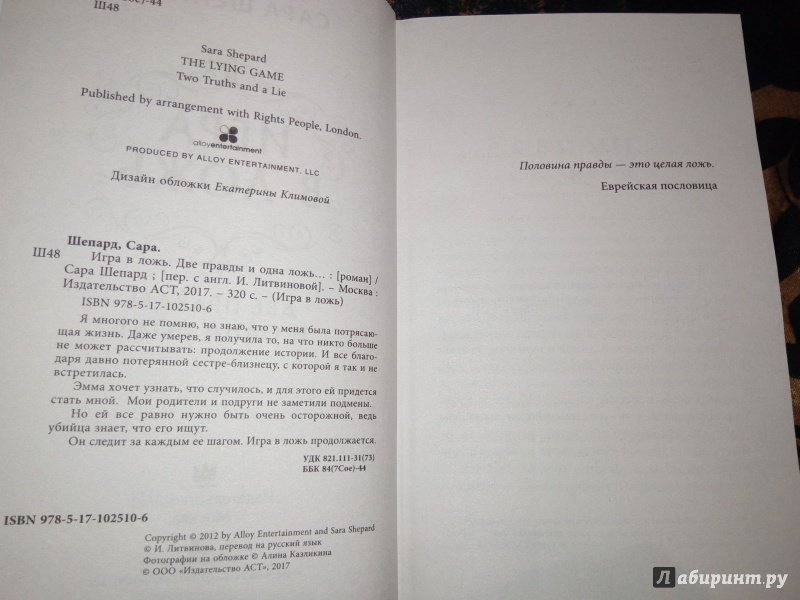 Сое)-44
Ш48
Sara Shepard
THE LYING GAME
Two Truths and a Lie
Published by arrangement with Rights People, London.
alloyentertainment
PRODUCED BY ALLOY ENTERTAINMENT, LLC
Дизайн обложки Екатерины Климовой
Шепард, Сара.
Ш48 Игра в ложь. Две правды и одна ложь... : [роман] /
Сара Шепард ; [пер. с англ. И. Литвиновой]. – Москва :
Издательство АСТ, 2017. – 320 с. – (Игра в ложь)
ISBN 978-5-17-102510-6
Я многого не помню, но знаю, что у меня была потрясаю-
щая жизнь. Даже умерев, я получила то, на что никто больше
не может рассчитывать: продолжение истории. И все благо-
даря давно потерянной сестре-близнецу, с которой я так и не
встретилась.
Эмма хочет узнать, что случилось, и для этого ей придется
стать мной. Мои родители и подруги не заметили подмены.
Но ей все равно нужно быть очень осторожной, ведь
убийца знает, что его ищут.
Он следит за каждым ее шагом. Игра в ложь продолжается.
УДК 821.111-31(73)
ББК 84(7Сое)-44
ISBN 978-5-17-102510-6
Copyright © 2012 by Alloy Entertainment and Sara Shepard
© И. Литвинова, перевод на русский язык
Фотографии на обложке © Алина Казликина
© ООО «Издательство АСТ», 2017
Половина правды — это целая ложь.
Еврейская пословица
Лабиринт.ру